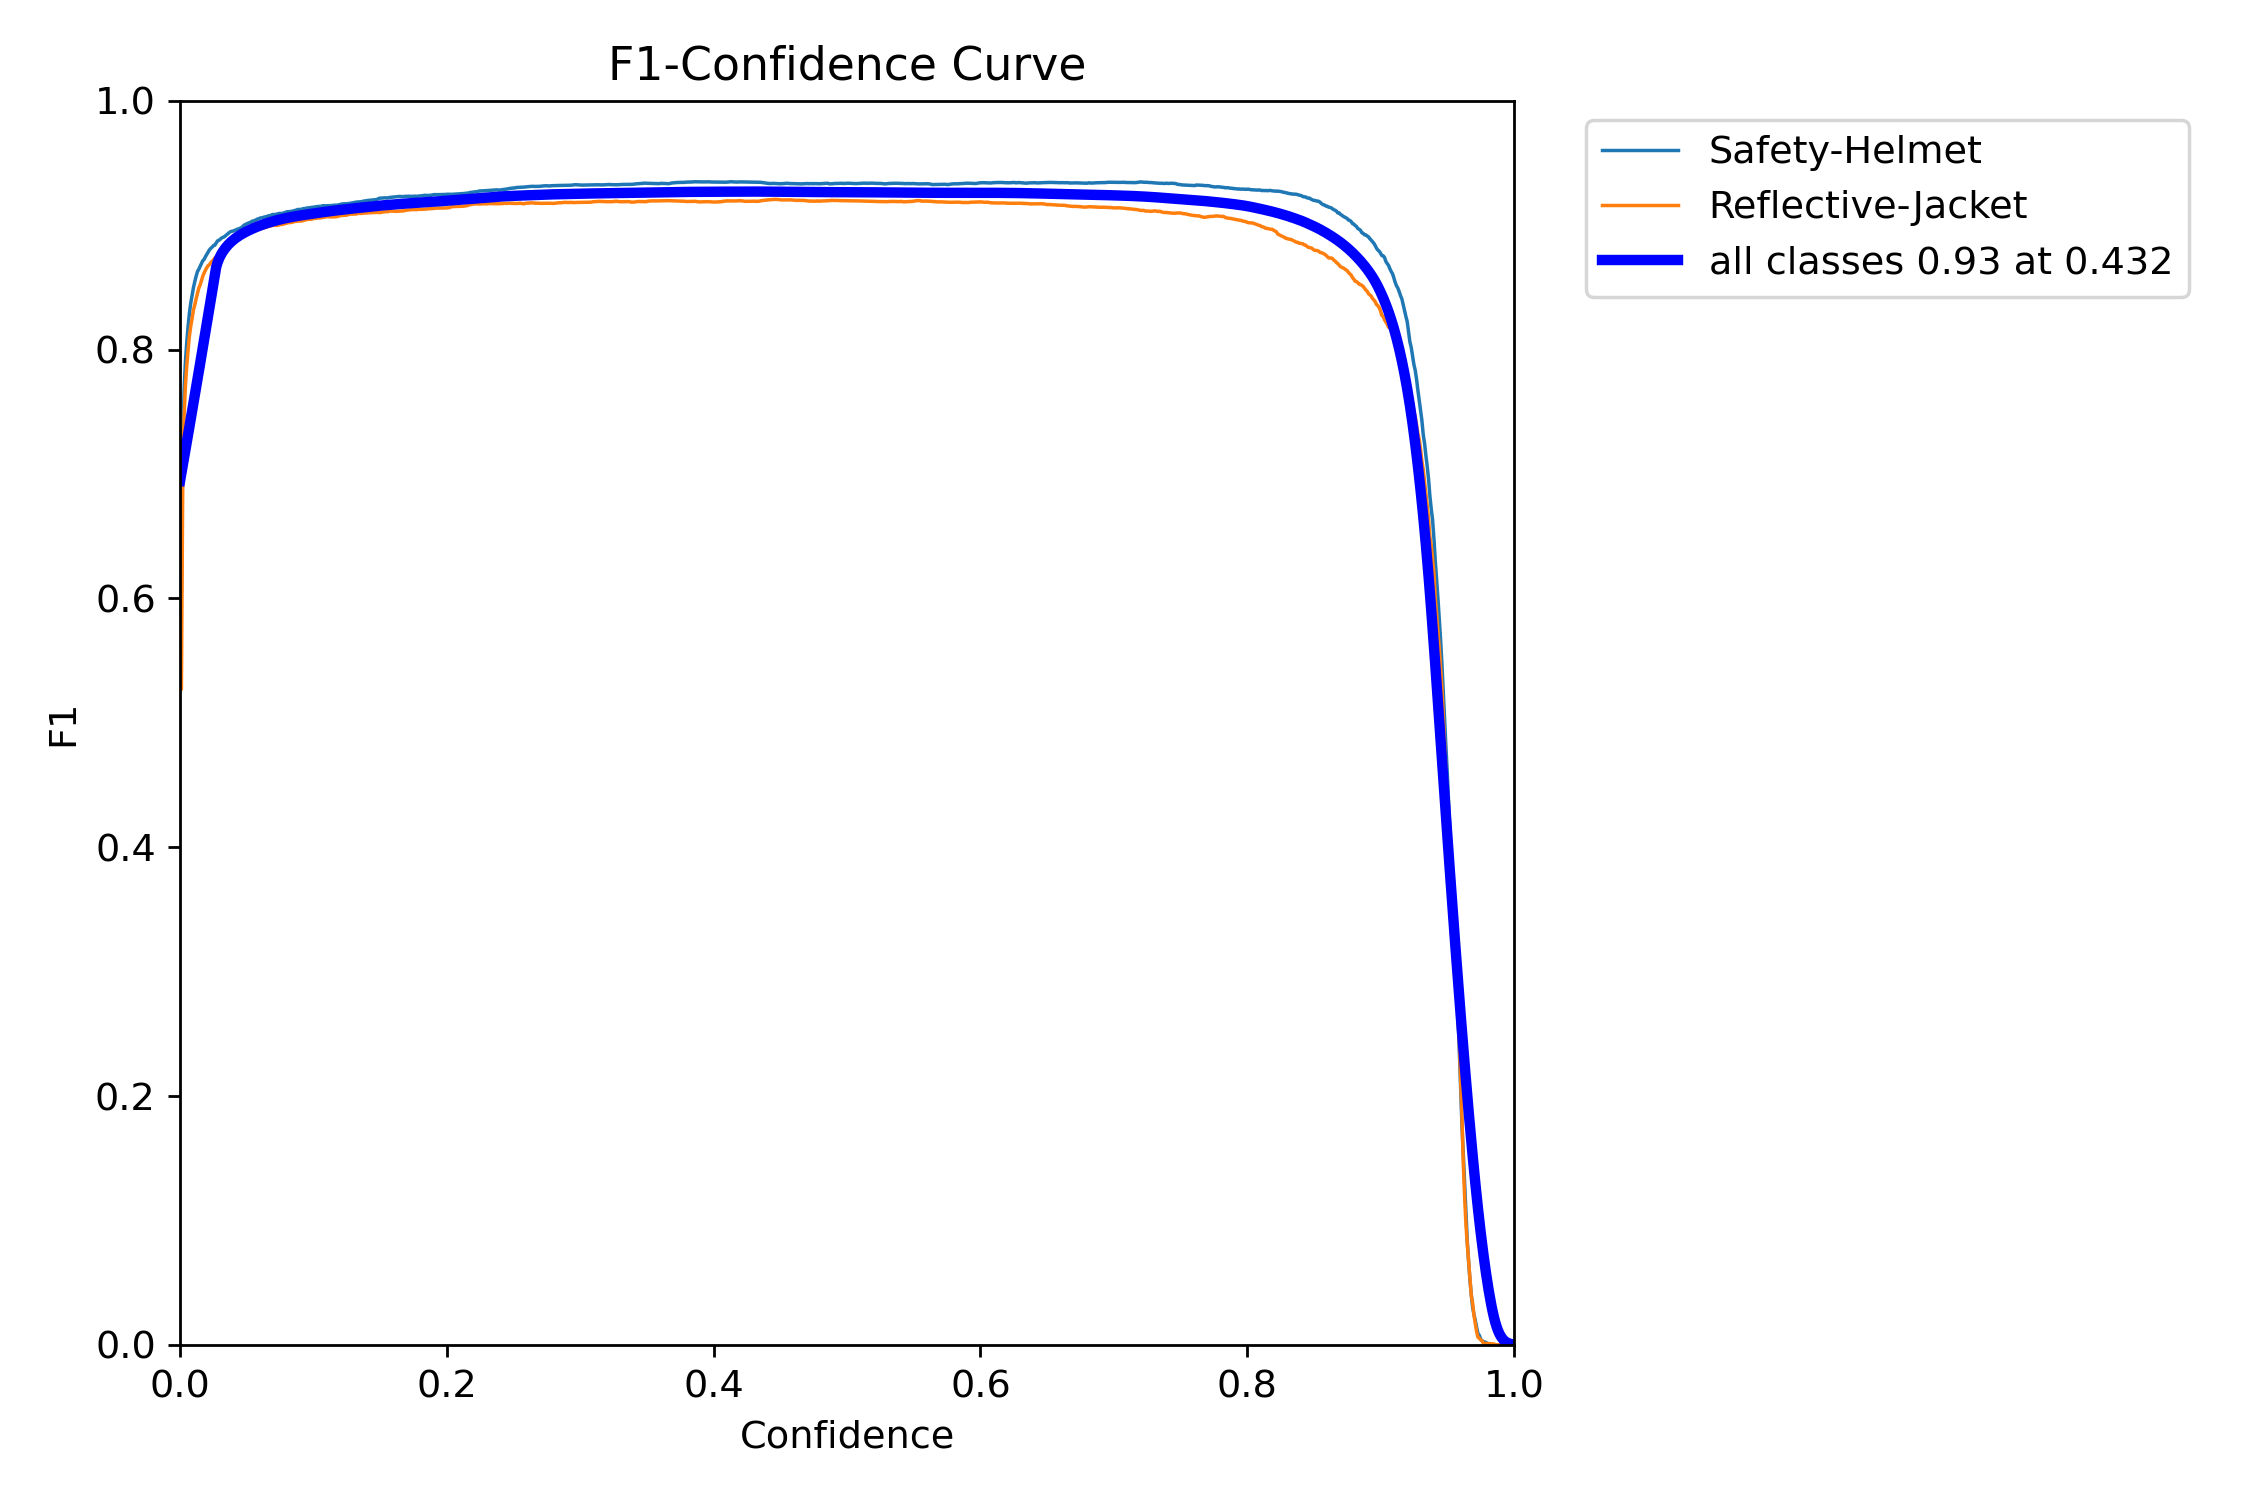 F1-Confidence Curve
1.0
0.8
0.6
0.4
0.2
0.0
F1
0.0 0.2 0.4 0.6 0.8 1.0
Confidence
Safety-Helmet
Reflective-Jacket
all classes 0.93 at 0.432